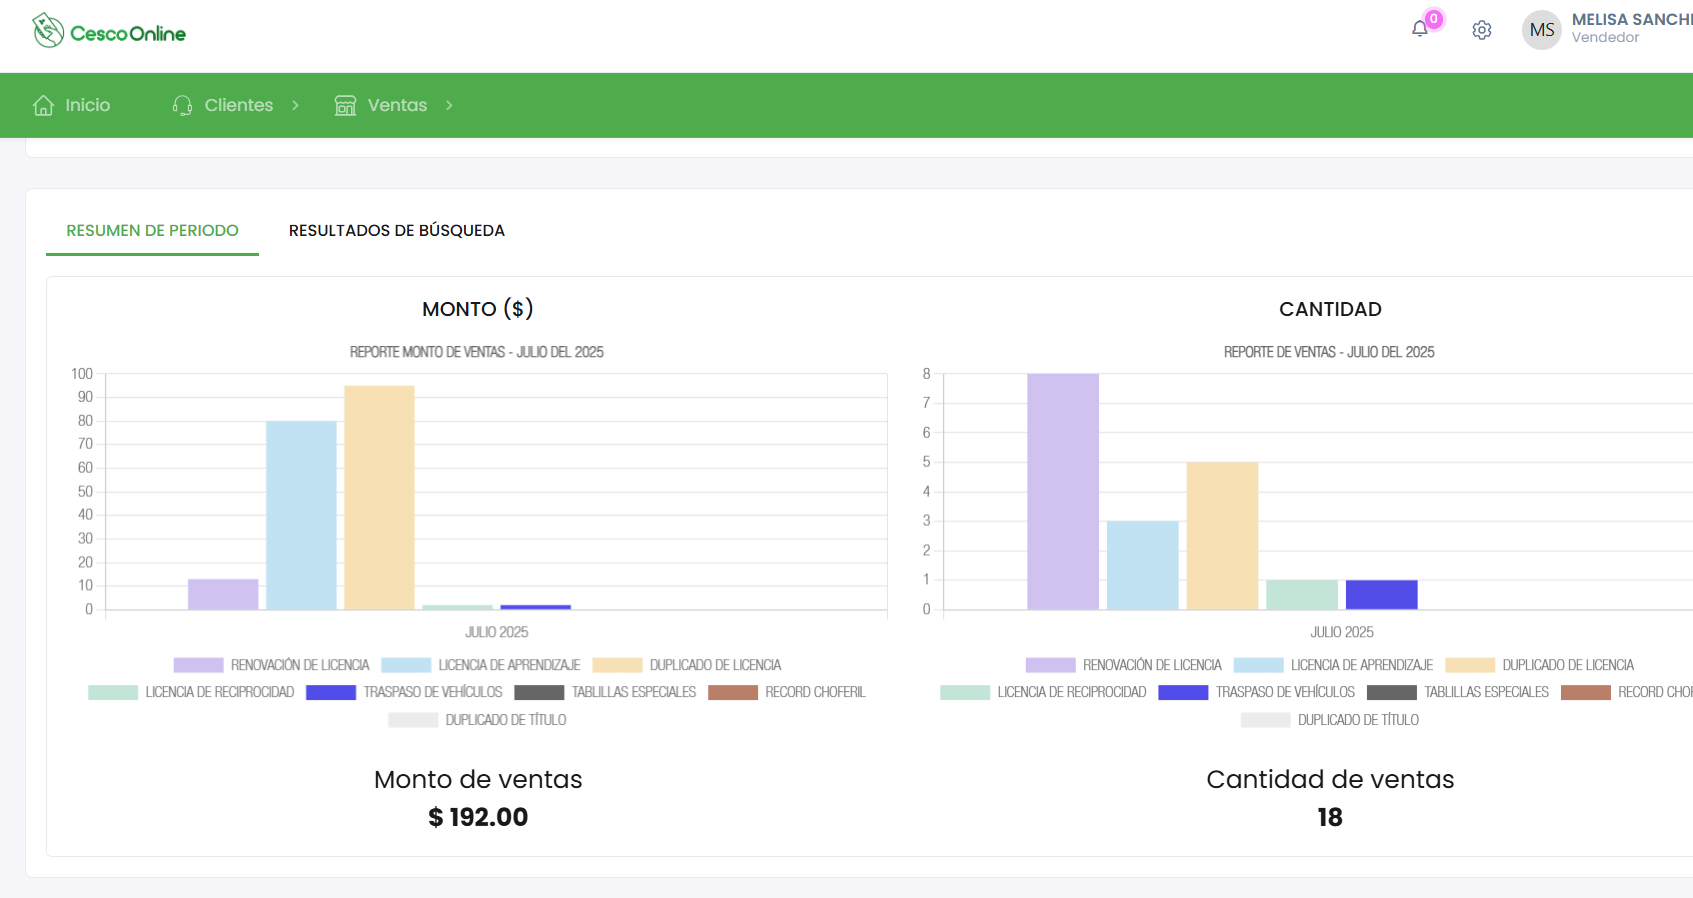 CescoOnline
0
MS
MELISA SANCH
Vendedor
Inicio
Clientes
Ventas
RESUMEN DE PERIODO
RESULTADOS DE BÚSQUEDA
MONTO ($)
REPORTE MONTO DE VENTAS - JULIO DEL 2025
100
90
80
70
60
50
40
30
20
10
0
JULIO 2025
RENOVACIÓN DE LICENCIA
LICENCIA DE APRENDIZAJE
DUPLICADO DE LICENCIA
LICENCIA DE RECIPROCIDAD
TRASPASO DE VEHÍCULOS
TABLILLAS ESPECIALES
RECORD CHOFERIL
DUPLICADO DE TÍTULO
Monto de ventas
$ 192.00
CANTIDAD
REPORTE DE VENTAS - JULIO DEL 2025
8
7
6
5
4
3
2
1
0
JULIO 2025
RENOVACIÓN DE LICENCIA
LICENCIA DE APRENDIZAJE
DUPLICADO DE LICENCIA
LICENCIA DE RECIPROCIDAD
TRASPASO DE VEHÍCULOS
TABLILLAS ESPECIALES
RECORD CHO
DUPLICADO DE TÍTULO
Cantidad de ventas
18